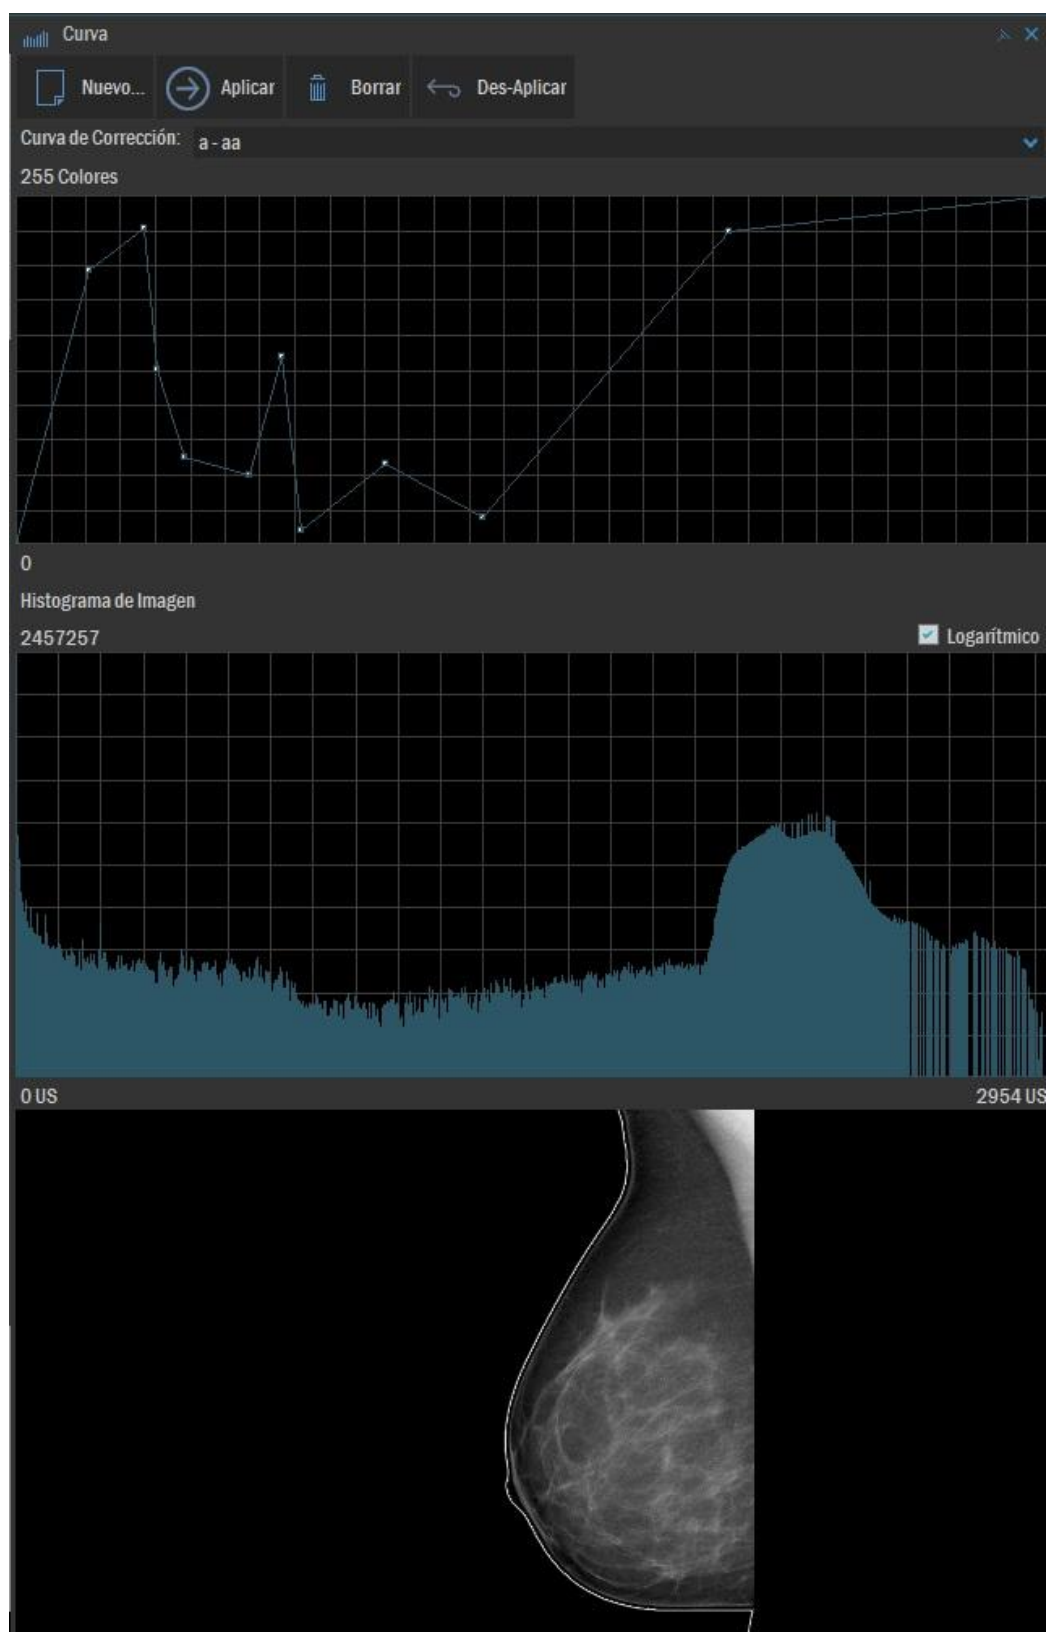 Curva
Nuevo... Aplicar Borrar Des-Aplicar
Curva de Corrección: a - aa
255 Colores
0
Histograma de Imagen
2457257 Logarítmico
0 US 2954 US